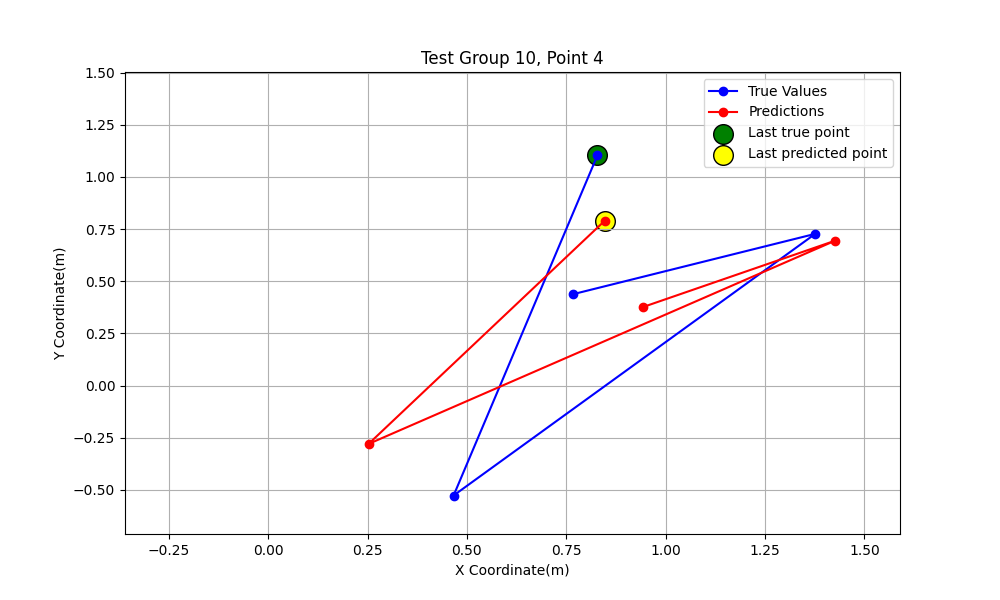 Test Group 10, Point 4
True Values
Predictions
Last true point
Last predicted point
Y Coordinate(m)
1.50
1.25
1.00
0.75
0.50
0.25
0.00
−0.25
−0.50
−0.25
0.00
0.25
0.50
0.75
1.00
1.25
1.50
X Coordinate(m)